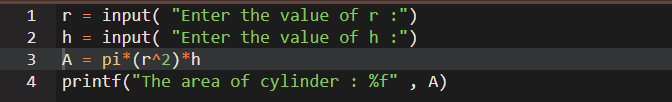 1 r = input( "Enter the value of r :")
2 h = input( "Enter the value of h :")
3 A = pi*(r^2)*h
4 printf("The area of cylinder : %f" , A)